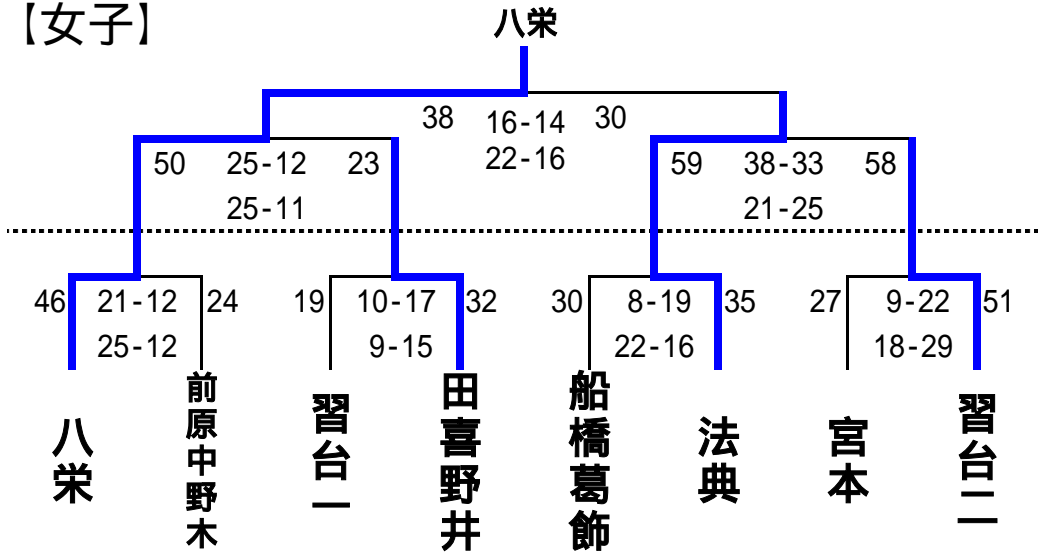 【女子】
八栄
38 16-14 30
22-16
50 25-12 23
25-11
59 38-33 58
21-25
46 21-12 24
25-12
19 10-17 32
9-15
30 8-19 35
22-16
27 9-22 51
18-29
八栄
前原中野木
習台一
田喜野井
船橋葛飾
法典
宮本
習台二